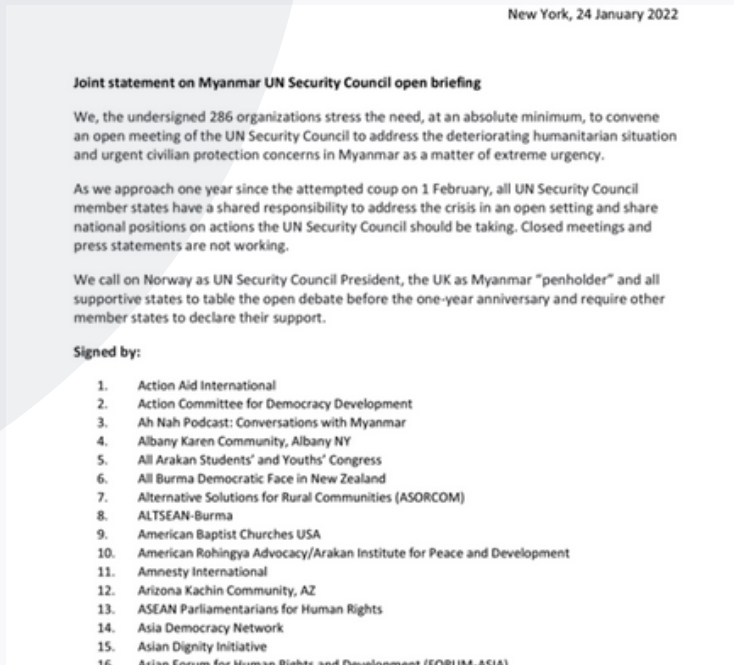 New York, 24 January 2022
Joint statement on Myanmar UN Security Council open briefing
We, the undersigned 286 organizations stress the need, at an absolute minimum, to convene
an open meeting of the UN Security Council to address the deteriorating humanitarian situation
and urgent civilian protection concerns in Myanmar as a matter of extreme urgency.
As we approach one year since the attempted coup on 1 February, all UN Security Council
member states have a shared responsibility to address the crisis in an open setting and share
national positions on actions the UN Security Council should be taking. Closed meetings and
press statements are not working.
We call on Norway as UN Security Council President, the UK as Myanmar “penholder” and all
supportive states to table the open debate before the one-year anniversary and require other
member states to declare their support.
Signed by:
1. Action Aid International
2. Action Committee for Democracy Development
3. Ah Nah Podcast: Conversations with Myanmar
4. Albany Karen Community, Albany NY
5. All Arakan Students’ and Youths’ Congress
6. All Burma Democratic Face in New Zealand
7. Alternative Solutions for Rural Communities (ASORCOM)
8. ALTSEAN-Burma
9. American Baptist Churches USA
10. American Rohingya Advocacy/Arakan Institute for Peace and Development
11. Amnesty International
12. Arizona Kachin Community, AZ
13. ASEAN Parliamentarians for Human Rights
14. Asia Democracy Network
15. Asian Dignity Initiative
16. Asian Forum for Human Rights and Development (FORUM-ASIA)